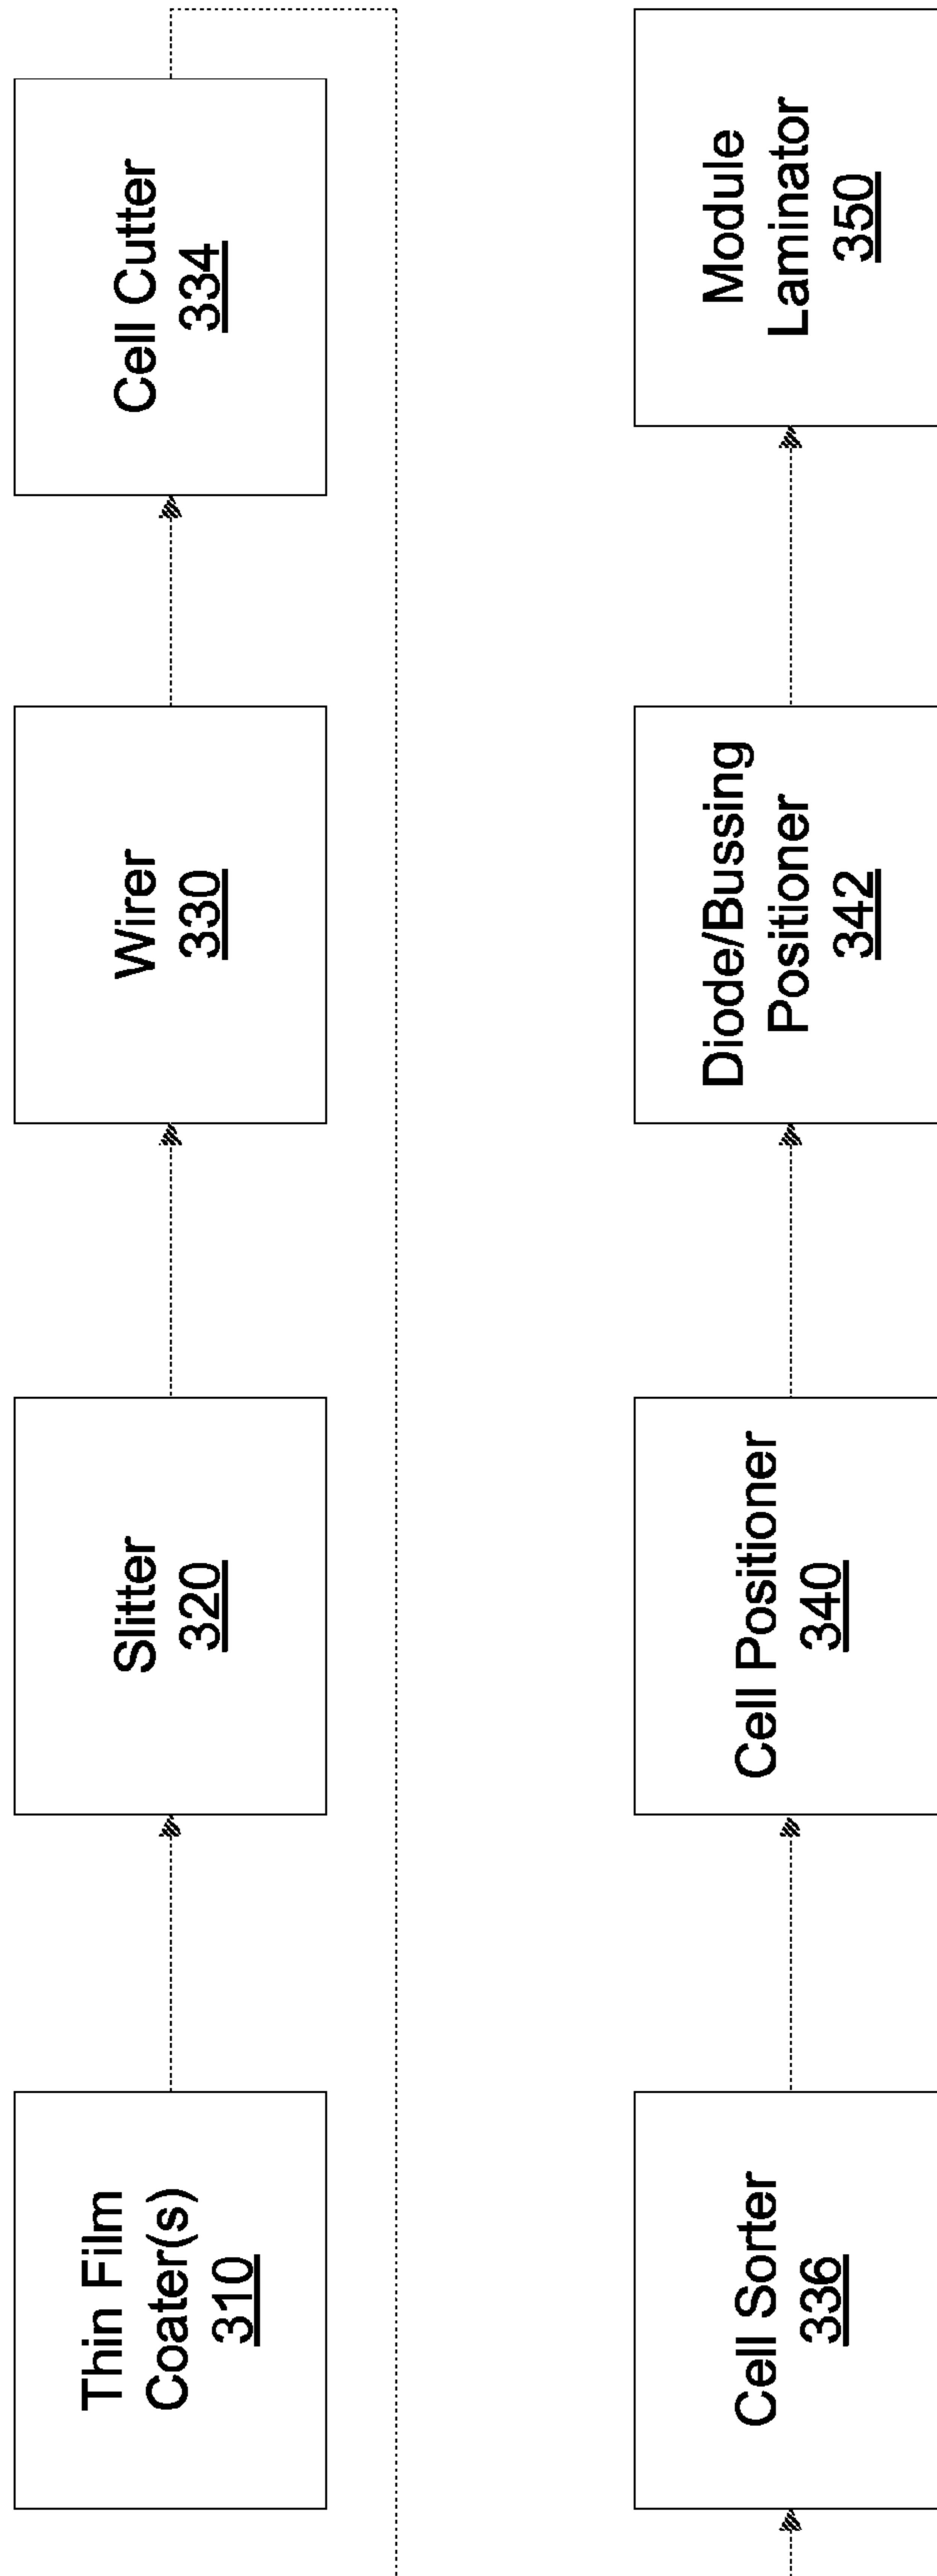 Thin Film
Coater(s)
310
Slitter
320
Wirer
330
Cell Cutter
334
Cell Sorter
336
Cell Positioner
340
Diode/Bussing
Positioner
342
Module
Laminator
350